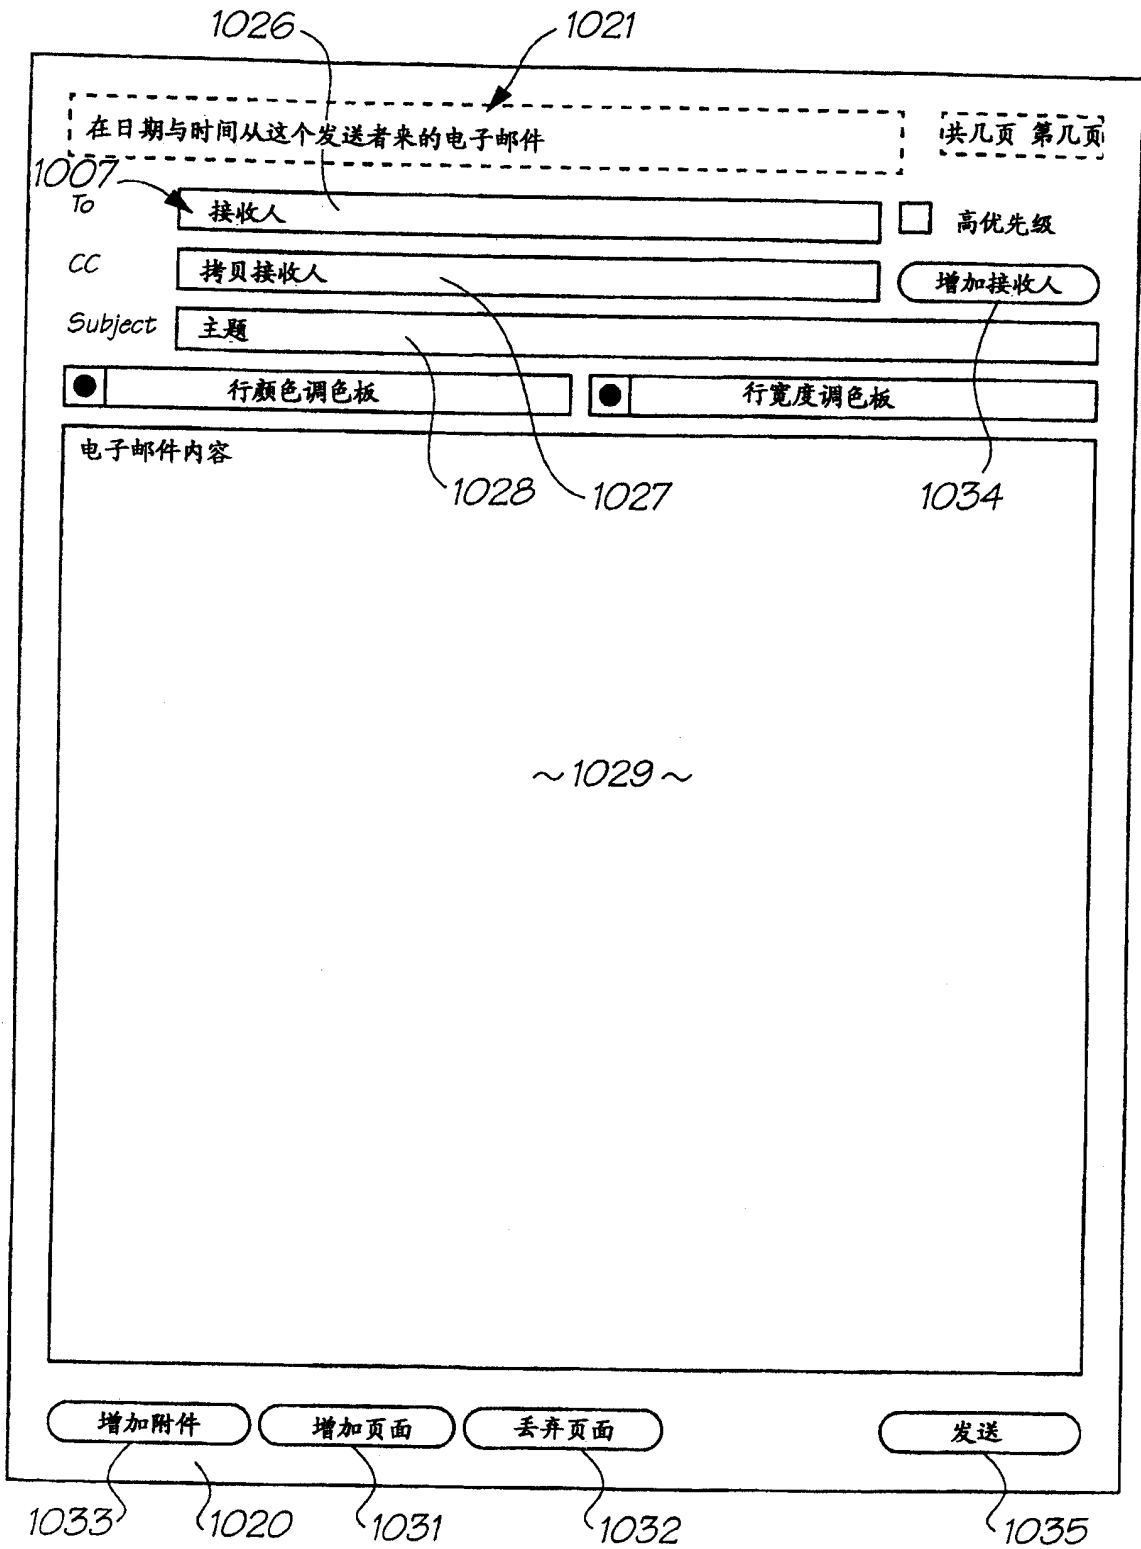 1026 1021
在日期与时间从这个发送者来的电子邮件 共几页 第几页
1007
To 接收人 高优先级
CC 拷贝接收人 增加接收人
Subject 主题
行颜色调色板 行宽度调色板
电子邮件内容
1028 1027 1034
~1029~
增加附件 增加页面 丢弃页面 发送
1033 1020 1031 1032 1035